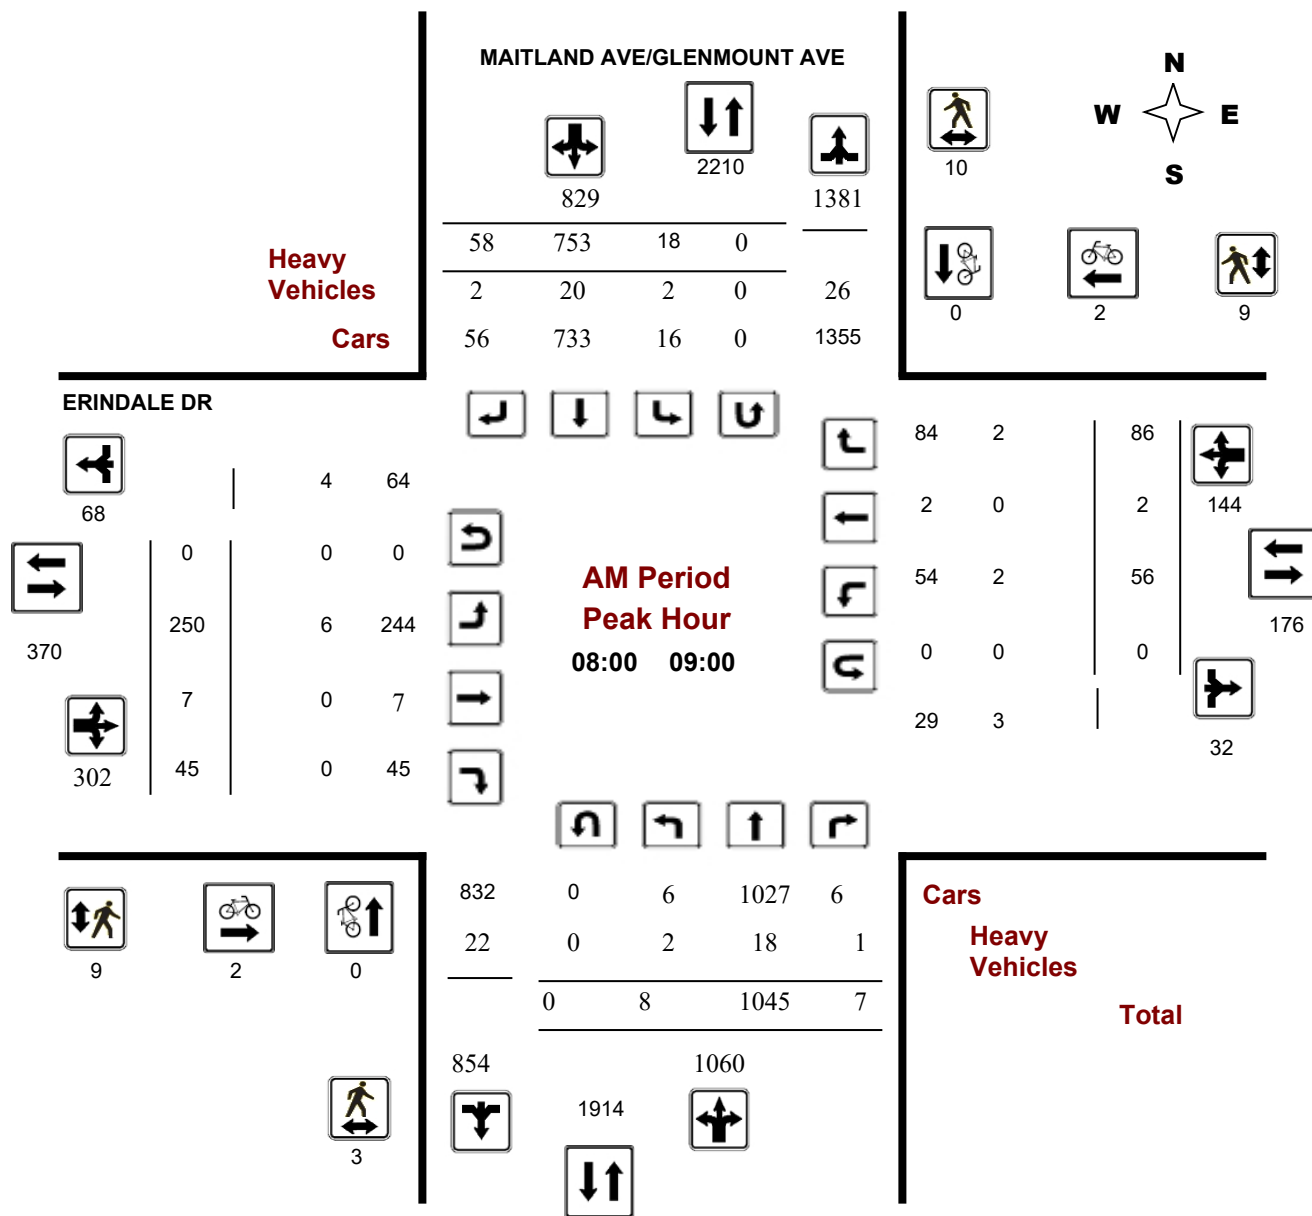 MAITLAND AVE/GLENMOUNT AVE
N
W E
S
2210
10
829 1381
58 753 18 0
Heavy
Vehicles 2 20 2 0 26
0 2 9
Cars 56 733 16 0 1355
ERINDALE DR
84 2 86
4 64
68
2 0 2 144
0 0 0
AM Period
54 2 56
Peak Hour
250 6 244
176
370
08:00 09:00
0 0 0
7 0 7
29 3
32
302 45 0 45
832 0 6 1027 6
Cars
22 0 2 18 1
Heavy
Vehicles
9 2 0
0 8 1045 7
Total
854 1060
1914
3